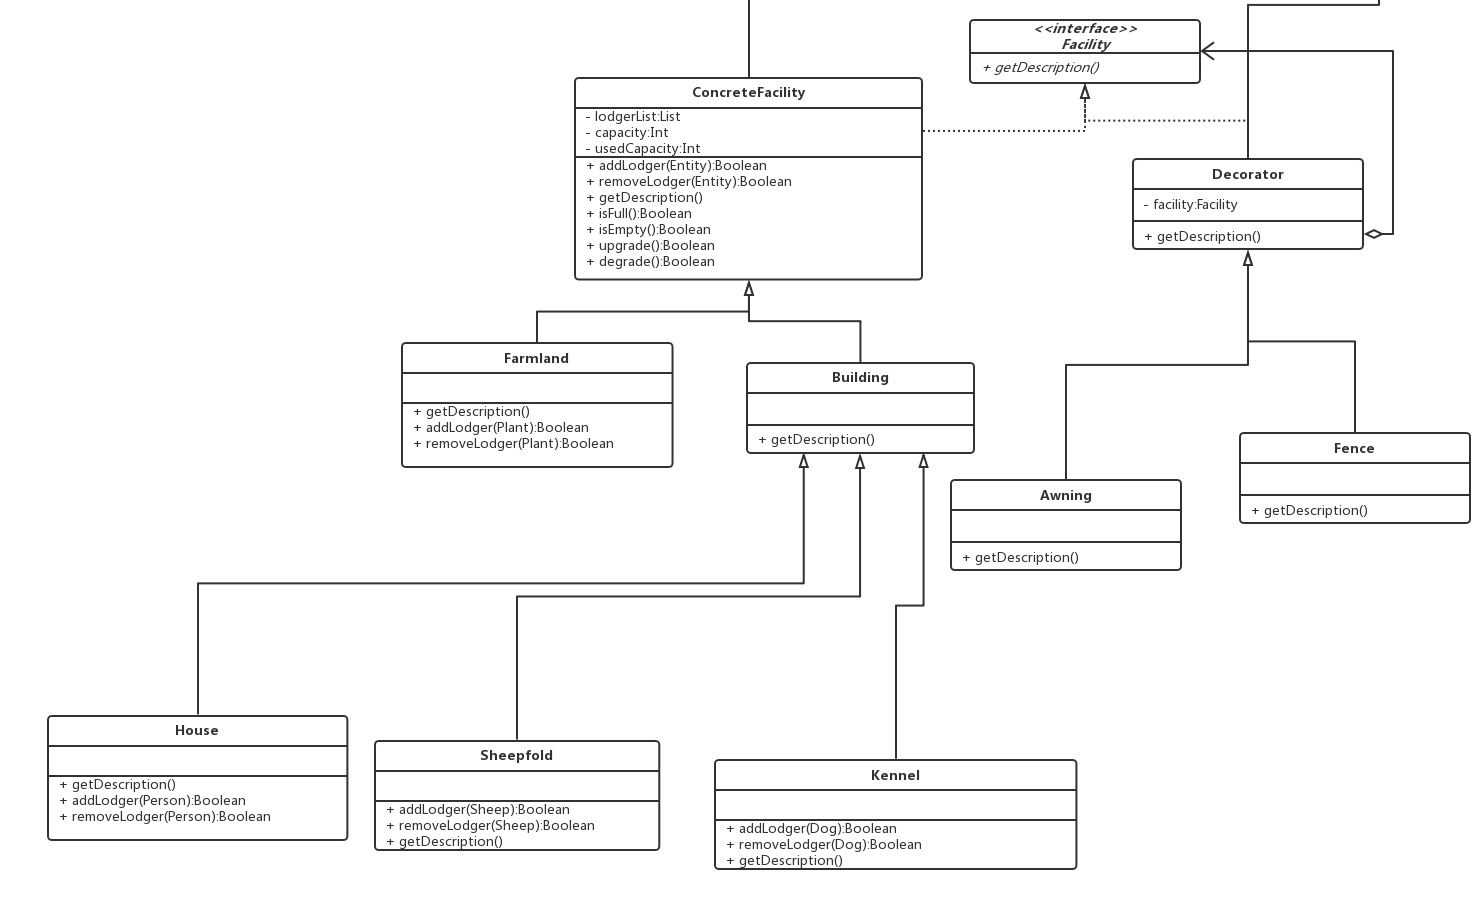 <<interface>>
Facility
+ getDescription()
ConcreteFacility
- lodgerList:List
- capacity:Int
- usedCapacity:Int
+ addLodger(Entity):Boolean
+ removeLodger(Entity):Boolean
+ getDescription()
+ isFull():Boolean
+ isEmpty():Boolean
+ upgrade():Boolean
+ degrade():Boolean
Decorator
- facility:Facility
+ getDescription()
Farmland
+ getDescription()
+ addLodger(Plant):Boolean
+ removeLodger(Plant):Boolean
Building
+ getDescription()
Fence
+ getDescription()
Awning
+ getDescription()
House
+ getDescription()
+ addLodger(Person):Boolean
+ removeLodger(Person):Boolean
Sheepfold
+ addLodger(Sheep):Boolean
+ removeLodger(Sheep):Boolean
+ getDescription()
Kennel
+ addLodger(Dog):Boolean
+ removeLodger(Dog):Boolean
+ getDescription()